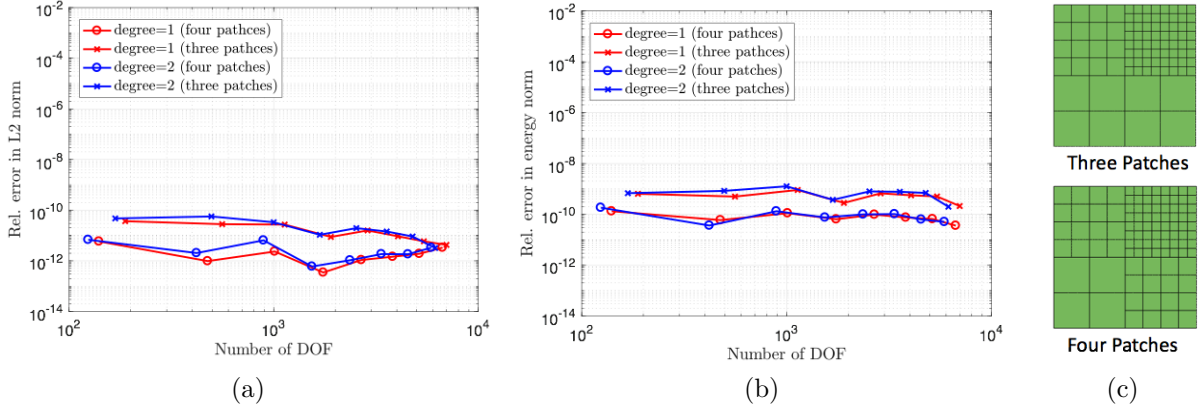 Rel. error in L2 norm
10^0
10^-2
10^-4
10^-6
10^-8
10^-10
10^-12
10^-14
degree=1 (four pathces)
degree=1 (three pathces)
degree=2 (four patches)
degree=2 (three patches)
10^2
10^3
10^4
Number of DOF
(a)
Rel. error in energy norm
10^0
10^-2
10^-4
10^-6
10^-8
10^-10
10^-12
10^-14
degree=1 (four pathces)
degree=1 (three pathces)
degree=2 (four patches)
degree=2 (three patches)
10^2
10^3
10^4
Number of DOF
(b)
Three Patches
Four Patches
(c)